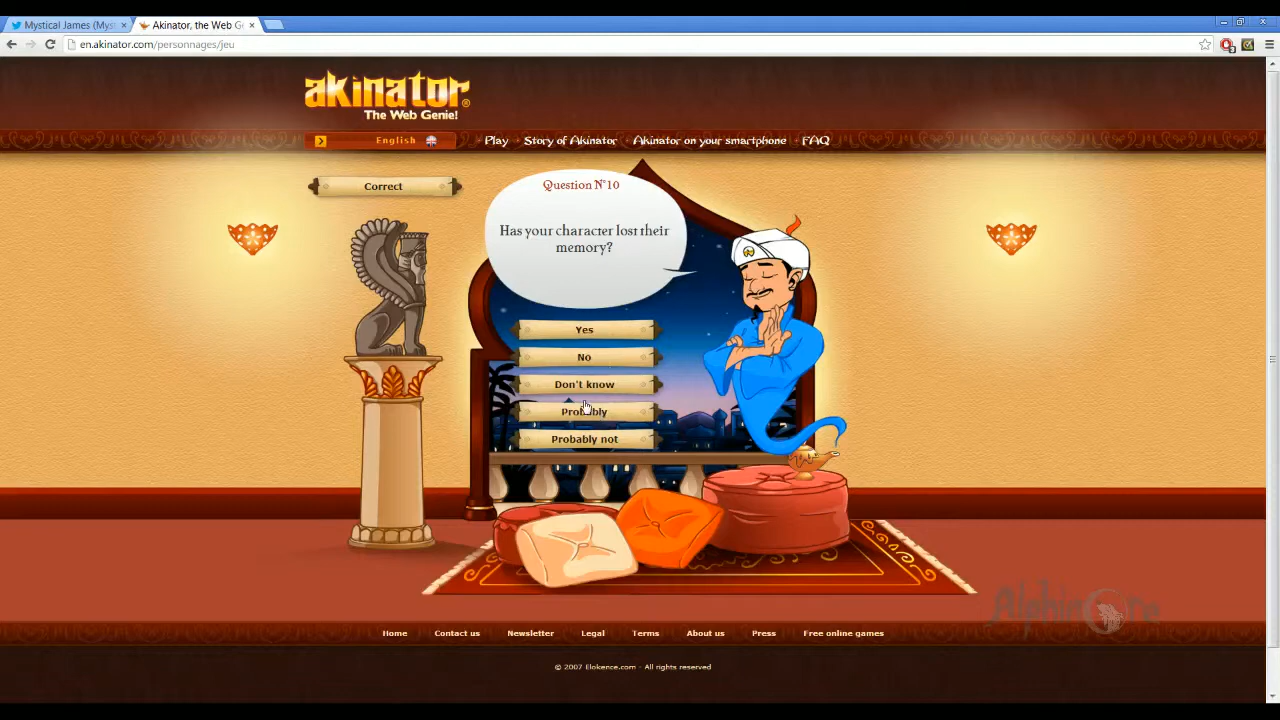 Mystical James (Mys
Akinator, the Web Ge
en.akinator.com/personnages/jeu
akinator®
The Web Genie!
English
Play · Story of Akinator · Akinator on your smartphone · FAQ
Correct
Question N°10
Has your character lost their
memory?
Yes
No
Don't know
Probably
Probably not
Home Contact us Newsletter Legal Terms About us Press Free online games
© 2007 Elokence.com - All rights reserved